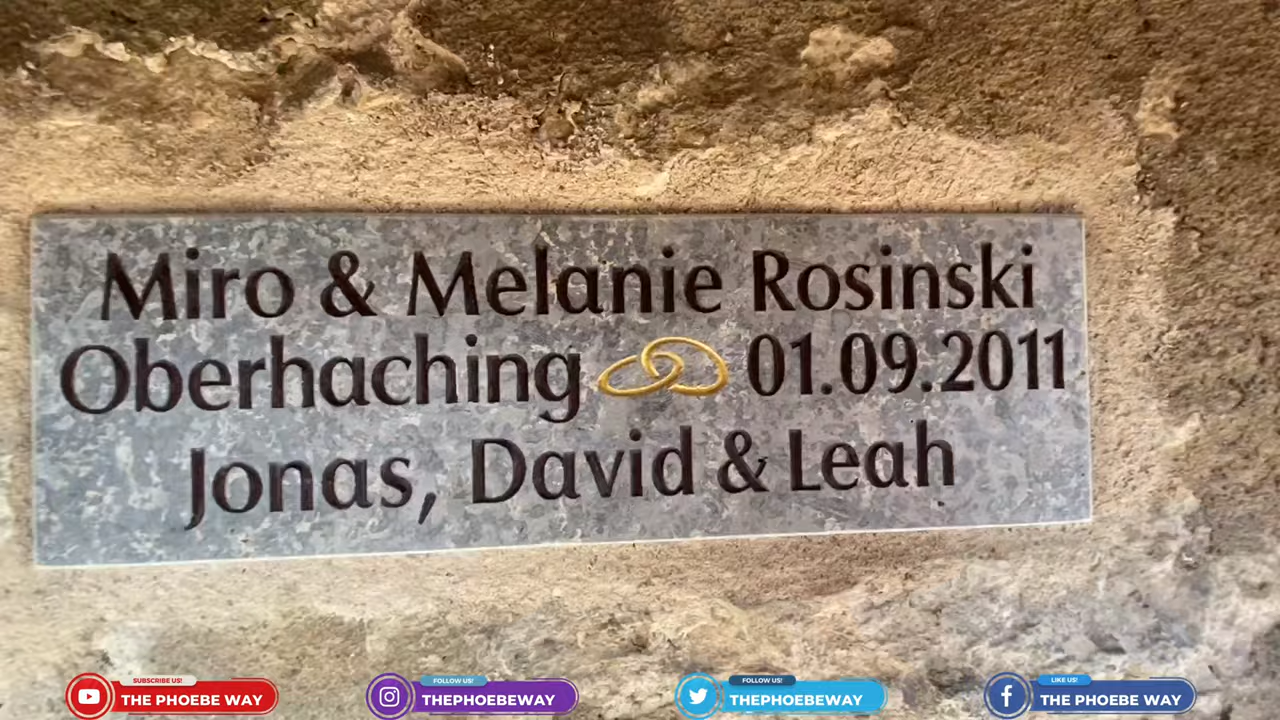 Miro & Melanie Rosinski
Oberhaching 01.09.2011
Jonas, David & Leah
SUBSCRIBE US!
THE PHOEBE WAY
FOLLOW US!
THEPHOEBEWAY
FOLLOW US!
THEPHOEBEWAY
LIKE US!
THE PHOEBE WAY